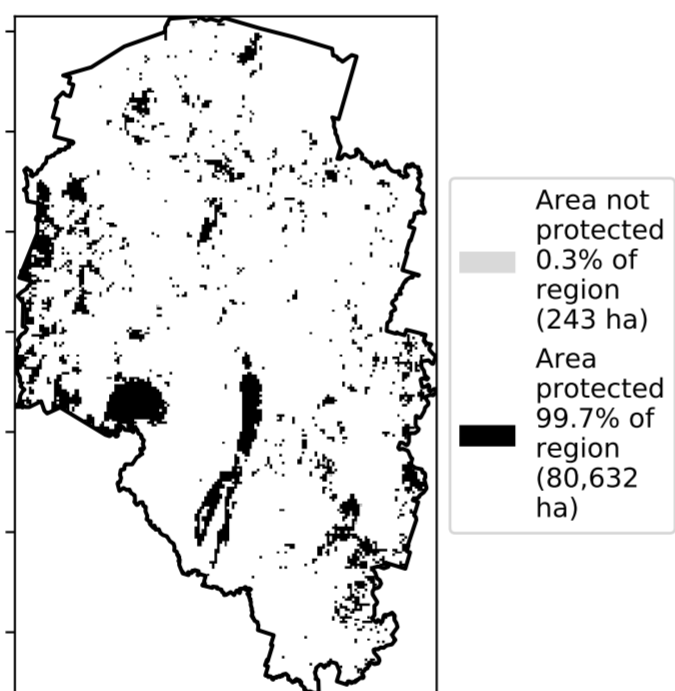 Area not
protected
0.3% of
region
(243 ha)
Area
protected
99.7% of
region
(80,632
ha)